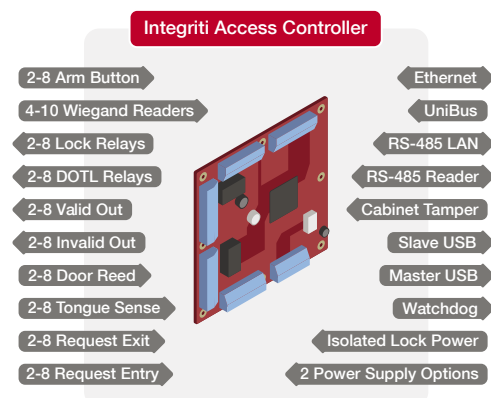 Integriti Access Controller
2-8 Arm Button
4-10 Wiegand Readers
2-8 Lock Relays
2-8 DOTL Relays
2-8 Valid Out
2-8 Invalid Out
2-8 Door Reed
2-8 Tongue Sense
2-8 Request Exit
2-8 Request Entry
Ethernet
UniBus
RS-485 LAN
RS-485 Reader
Cabinet Tamper
Slave USB
Master USB
Watchdog
Isolated Lock Power
2 Power Supply Options